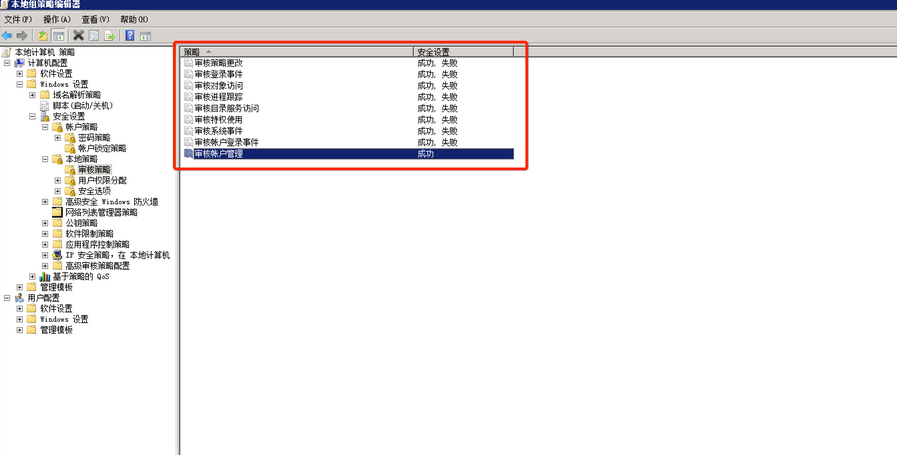 本地组策略编辑器
文件(F) 操作(A) 查看(V) 帮助(H)
本地计算机 策略
计算机配置
软件设置
Windows 设置
域名解析策略
脚本(启动/关机)
安全设置
帐户策略
密码策略
帐户锁定策略
本地策略
审核策略
用户权限分配
安全选项
高级安全 Windows 防火墙
网络列表管理器策略
公钥策略
软件限制策略
应用程序控制策略
IP 安全策略，在 本地计算机
高级审核策略配置
基于策略的 QoS
管理模板
用户配置
软件设置
Windows 设置
管理模板
策略 安全设置
审核策略更改 成功, 失败
审核登录事件 成功, 失败
审核对象访问 成功, 失败
审核进程跟踪 成功, 失败
审核目录服务访问 成功, 失败
审核特权使用 成功, 失败
审核系统事件 成功, 失败
审核帐户登录事件 成功, 失败
审核帐户管理 成功